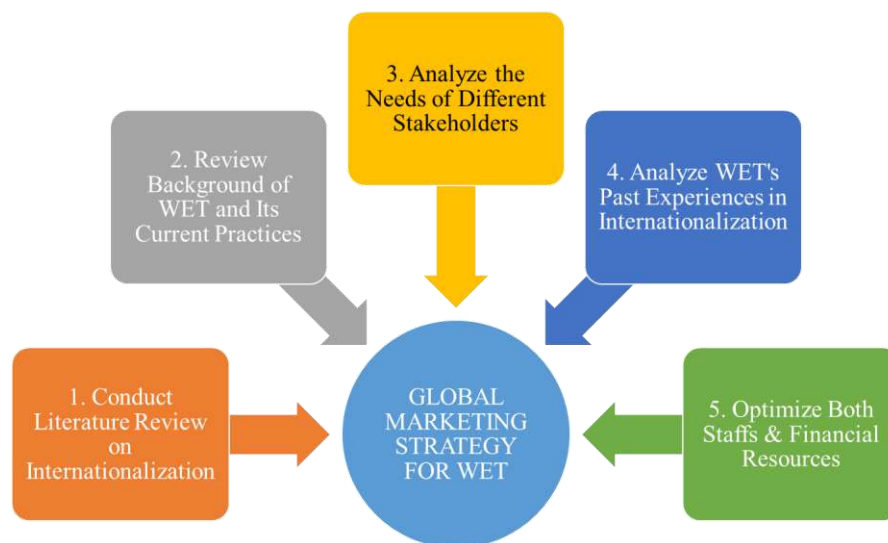 1. Conduct
Literature Review
on
Internationalization
2. Review
Background of
WET and Its
Current Practices
3. Analyze the
Needs of Different
Stakeholders
4. Analyze WET's
Past Experiences in
Internationalization
5. Optimize Both
Staffs & Financial
Resources
GLOBAL
MARKETING
STRATEGY
FOR WET